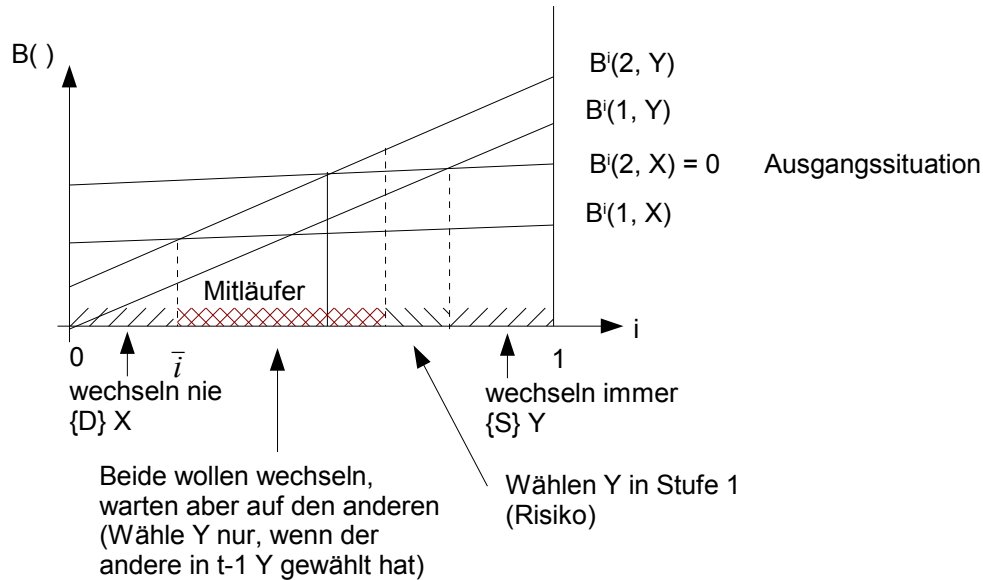 B( )
Bⁱ(2, Y)
Bⁱ(1, Y)
Bⁱ(2, X) = 0 Ausgangssituation
Bⁱ(1, X)
Mitläufer
i
0
i̅
1
wechseln nie
{D} X
wechseln immer
{S} Y
Beide wollen wechseln,
warten aber auf den anderen
(Wähle Y nur, wenn der
andere in t-1 Y gewählt hat)
Wählen Y in Stufe 1
(Risiko)